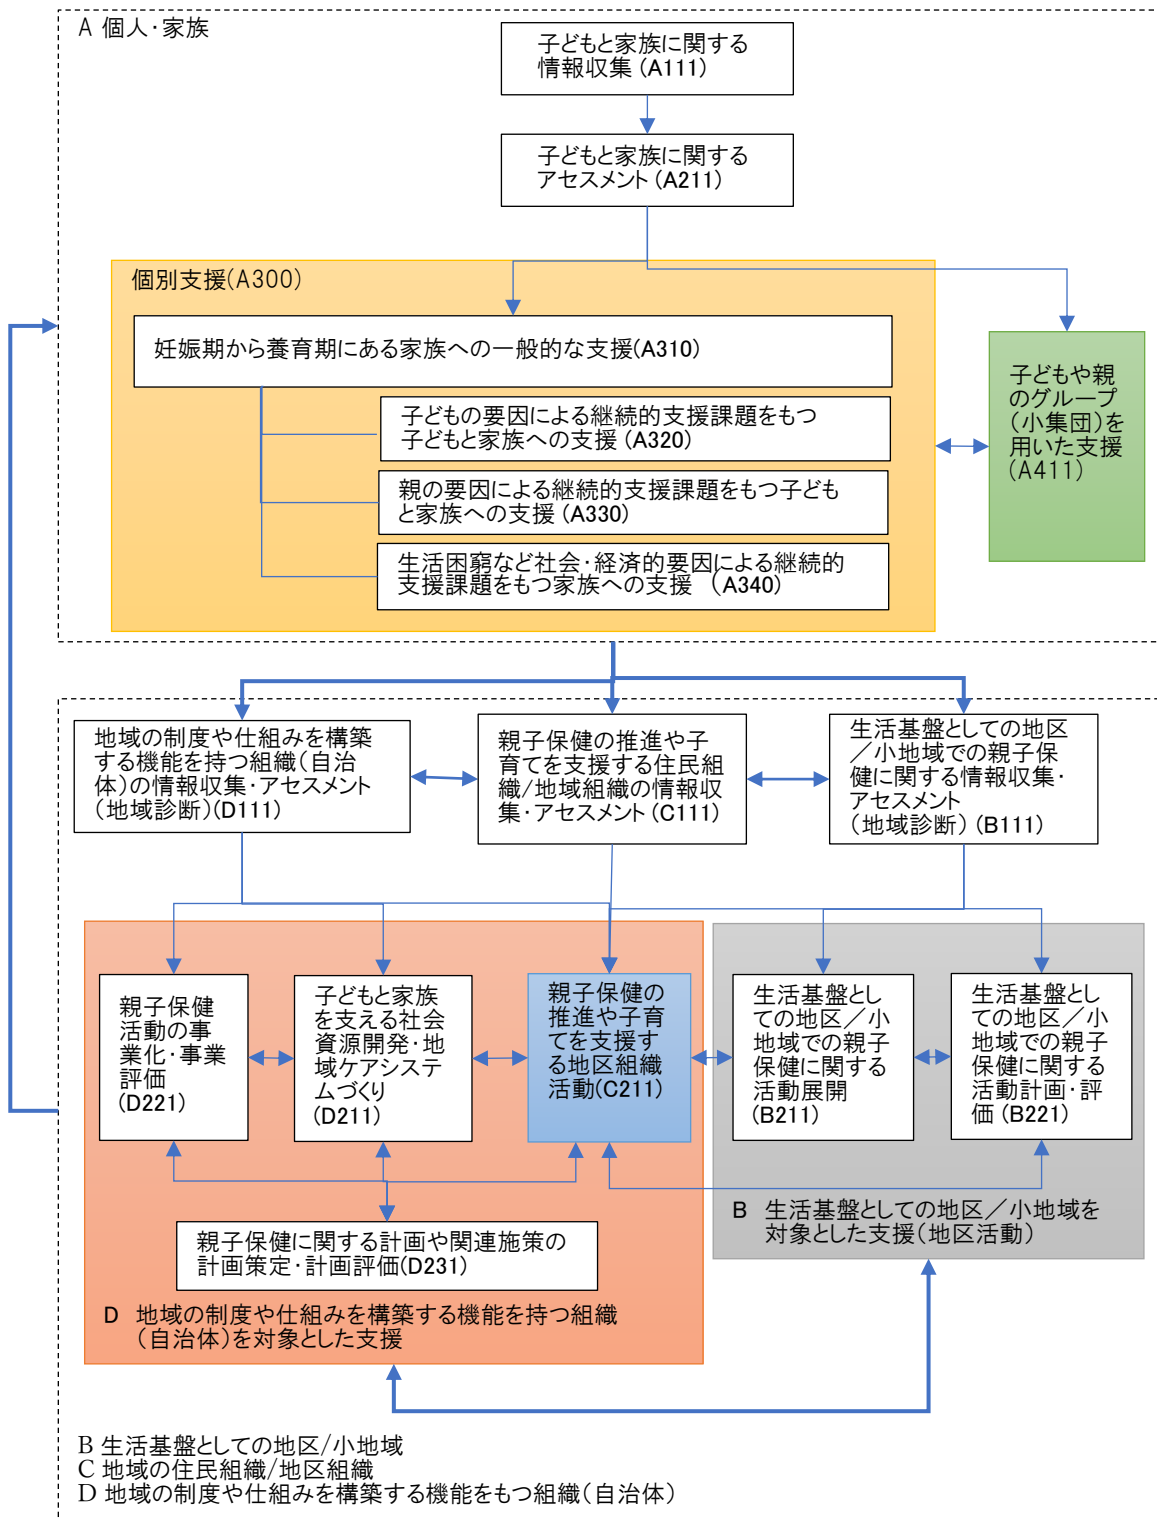 A 個人・家族
子どもと家族に関する
情報収集 (A111)
子どもと家族に関する
アセスメント (A211)
個別支援(A300)
妊娠期から養育期にある家族への一般的な支援(A310)
子どもの要因による継続的支援課題をもつ
子どもと家族への支援 (A320)
親の要因による継続的支援課題をもつ子ども
と家族への支援 (A330)
生活困窮など社会・経済的要因による継続的
支援課題をもつ家族への支援 (A340)
子どもや親
のグループ
(小集団)を
用いた支援
(A411)
地域の制度や仕組みを構築
する機能を持つ組織(自治
体)の情報収集・アセスメント
(地域診断)(D111)
親子保健の推進や子
育てを支援する住民組
織/地域組織の情報収
集・アセスメント (C111)
生活基盤としての地区
／小地域での親子保
健に関する情報収集・
アセスメント
(地域診断) (B111)
親子保健
活動の事
業化・事業
評価
(D221)
子どもと家族
を支える社会
資源開発・地
域ケアシステ
ムづくり
(D211)
親子保健の
推進や子育
てを支援す
る地区組織
活動(C211)
生活基盤とし
ての地区／小
地域での親子
保健に関する
活動展開
(B211)
生活基盤とし
ての地区／小
地域での親子
保健に関する
活動計画・評
価 (B221)
親子保健に関する計画や関連施策の
計画策定・計画評価(D231)
B 生活基盤としての地区／小地域を
対象とした支援(地区活動)
D 地域の制度や仕組みを構築する機能を持つ組織
(自治体)を対象とした支援
B 生活基盤としての地区/小地域
C 地域の住民組織/地区組織
D 地域の制度や仕組みを構築する機能をもつ組織(自治体)